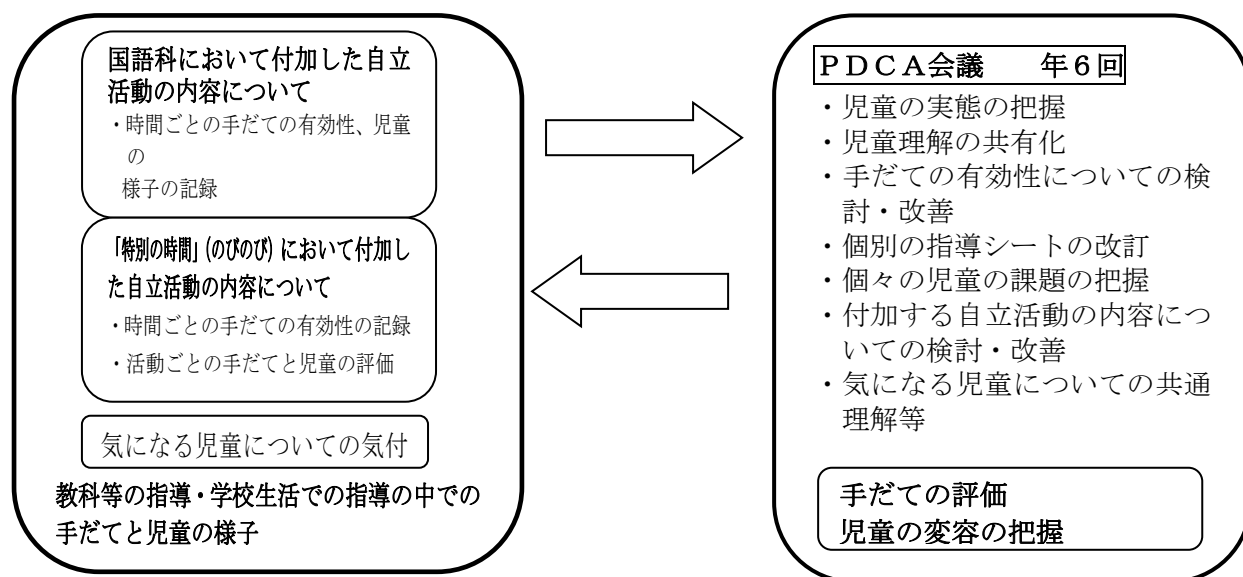 国語科において付加した自立
活動の内容について
・時間ごとの手だての有効性、児童
の
様子の記録
「特別の時間」(のびのび)において付加し
た自立活動の内容について
・時間ごとの手だての有効性の記録
・活動ごとの手だてと児童の評価
気になる児童についての気付
教科等の指導・学校生活での指導の中での
手だてと児童の様子
PDCA会議　年6回
・児童の実態の把握
・児童理解の共有化
・手だての有効性についての検
討・改善
・個別の指導シートの改訂
・個々の児童の課題の把握
・付加する自立活動の内容につ
いての検討・改善
・気になる児童についての共通
理解等
手だての評価
児童の変容の把握